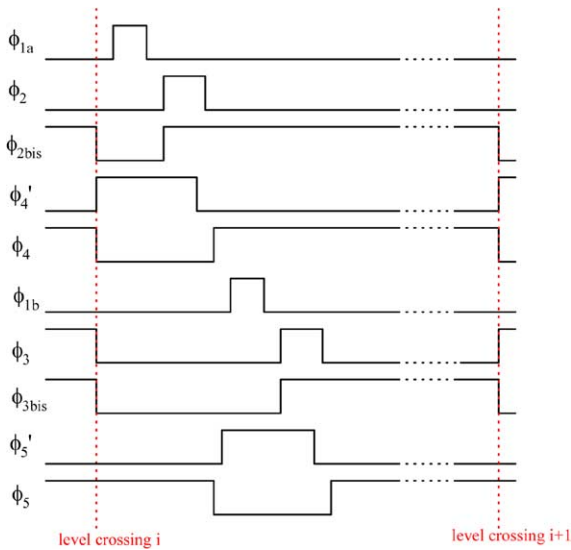 ϕ1a
ϕ2
ϕ2bis
ϕ4'
ϕ4
ϕ1b
ϕ3
ϕ3bis
ϕ5'
ϕ5
level crossing i
level crossing i+1